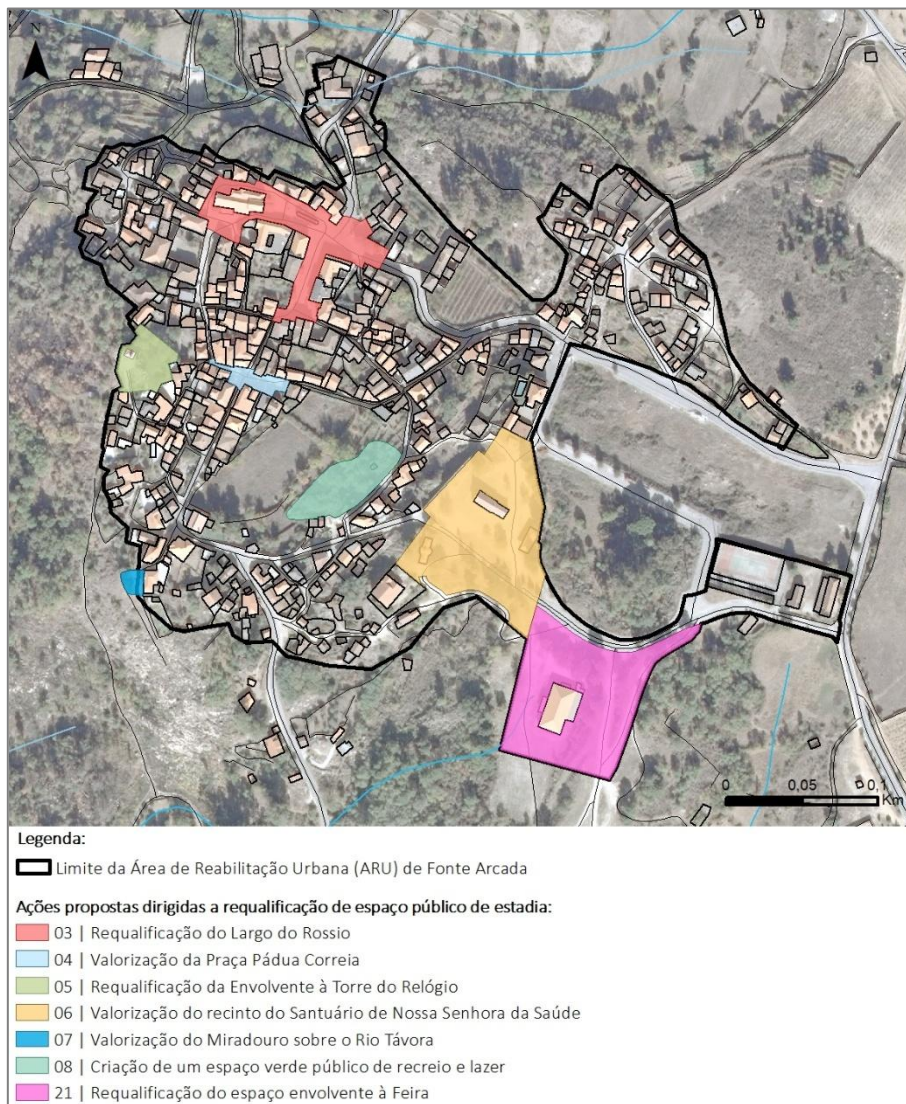 N
0 0,05 0,1
Km
Legenda:
Limite da Área de Reabilitação Urbana (ARU) de Fonte Arcada
Ações propostas dirigidas a requalificação de espaço público de estadia:
03 | Requalificação do Largo do Rossio
04 | Valorização da Praça Pádua Correia
05 | Requalificação da Envolvente à Torre do Relógio
06 | Valorização do recinto do Santuário de Nossa Senhora da Saúde
07 | Valorização do Miradouro sobre o Rio Távora
08 | Criação de um espaço verde público de recreio e lazer
21 | Requalificação do espaço envolvente à Feira